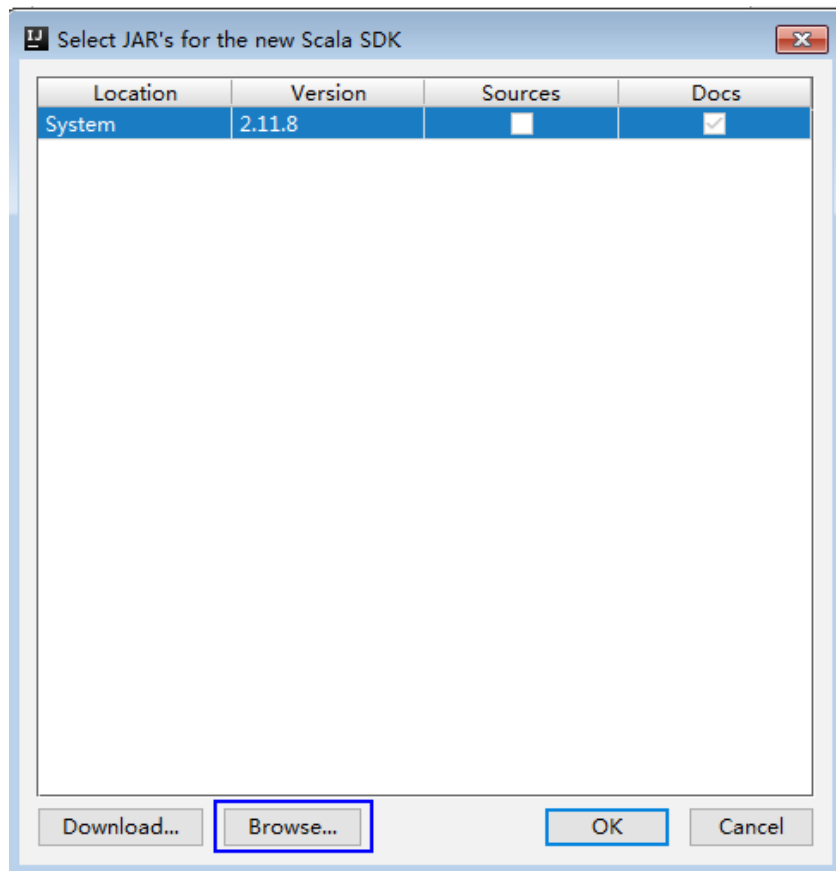 IJ Select JAR's for the new Scala SDK
Location Version Sources Docs
System 2.11.8
Download... Browse... OK Cancel